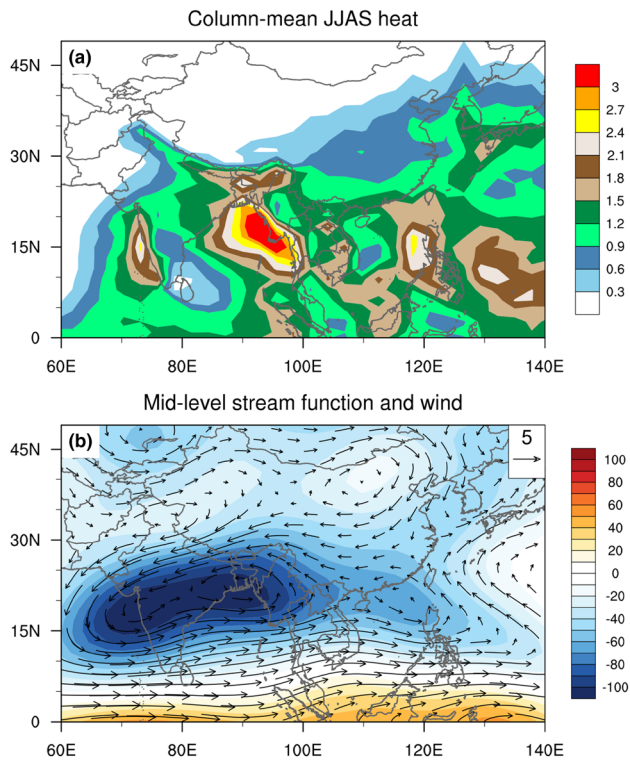 Column-mean JJAS heat
(a)
45N
30N
15N
0
60E 80E 100E 120E 140E
3
2.7
2.4
2.1
1.8
1.5
1.2
0.9
0.6
0.3
Mid-level stream function and wind
(b)
5
45N
30N
15N
0
60E 80E 100E 120E 140E
100
80
60
40
20
0
-20
-40
-60
-80
-100